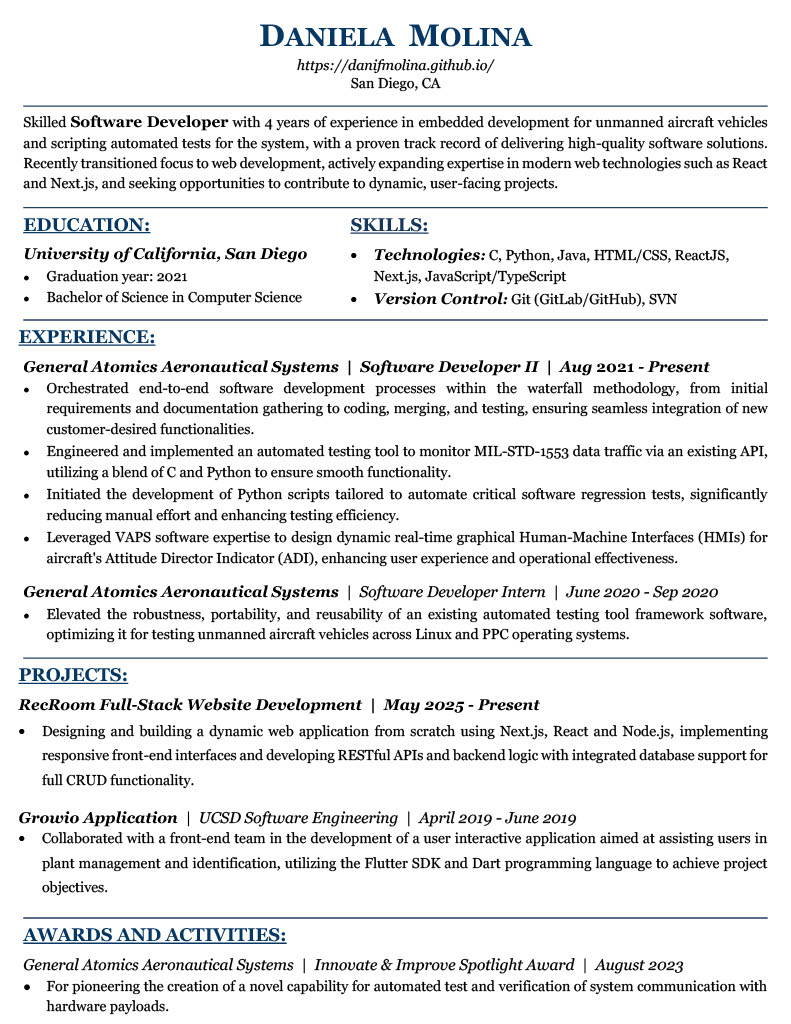 DANIELA MOLINA
https://danifmolina.github.io/
San Diego, CA
Skilled Software Developer with 4 years of experience in embedded development for unmanned aircraft vehicles
and scripting automated tests for the system, with a proven track record of delivering high-quality software solutions.
Recently transitioned focus to web development, actively expanding expertise in modern web technologies such as React
and Next.js, and seeking opportunities to contribute to dynamic, user-facing projects.
EDUCATION:
University of California, San Diego
• Graduation year: 2021
• Bachelor of Science in Computer Science
SKILLS:
• Technologies: C, Python, Java, HTML/CSS, ReactJS,
Next.js, JavaScript/TypeScript
• Version Control: Git (GitLab/GitHub), SVN
EXPERIENCE:
General Atomics Aeronautical Systems | Software Developer II | Aug 2021 - Present
• Orchestrated end-to-end software development processes within the waterfall methodology, from initial
requirements and documentation gathering to coding, merging, and testing, ensuring seamless integration of new
customer-desired functionalities.
• Engineered and implemented an automated testing tool to monitor MIL-STD-1553 data traffic via an existing API,
utilizing a blend of C and Python to ensure smooth functionality.
• Initiated the development of Python scripts tailored to automate critical software regression tests, significantly
reducing manual effort and enhancing testing efficiency.
• Leveraged VAPS software expertise to design dynamic real-time graphical Human-Machine Interfaces (HMIs) for
aircraft's Attitude Director Indicator (ADI), enhancing user experience and operational effectiveness.
General Atomics Aeronautical Systems | Software Developer Intern | June 2020 - Sep 2020
• Elevated the robustness, portability, and reusability of an existing automated testing tool framework software,
optimizing it for testing unmanned aircraft vehicles across Linux and PPC operating systems.
PROJECTS:
RecRoom Full-Stack Website Development | May 2025 - Present
• Designing and building a dynamic web application from scratch using Next.js, React and Node.js, implementing
responsive front-end interfaces and developing RESTful APIs and backend logic with integrated database support for
full CRUD functionality.
Growio Application | UCSD Software Engineering | April 2019 - June 2019
• Collaborated with a front-end team in the development of a user interactive application aimed at assisting users in
plant management and identification, utilizing the Flutter SDK and Dart programming language to achieve project
objectives.
AWARDS AND ACTIVITIES:
General Atomics Aeronautical Systems | Innovate & Improve Spotlight Award | August 2023
• For pioneering the creation of a novel capability for automated test and verification of system communication with
hardware payloads.